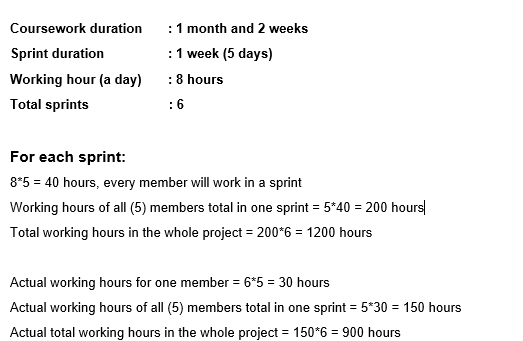 Coursework duration : 1 month and 2 weeks
Sprint duration : 1 week (5 days)
Working hour (a day) : 8 hours
Total sprints : 6
For each sprint:
8*5 = 40 hours, every member will work in a sprint
Working hours of all (5) members total in one sprint = 5*40 = 200 hours
Total working hours in the whole project = 200*6 = 1200 hours
Actual working hours for one member = 6*5 = 30 hours
Actual working hours of all (5) members total in one sprint = 5*30 = 150 hours
Actual total working hours in the whole project = 150*6 = 900 hours